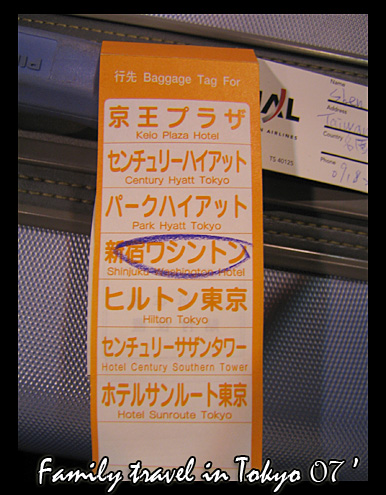 行先 Baggage Tag For
京王プラザ
Keio Plaza Hotel
センチュリーハイアット
Century Hyatt Tokyo
パークハイアット
Park Hyatt Tokyo
新宿ワシントン
Shinjuku Washington Hotel
ヒルトン東京
Hilton Tokyo
センチュリーサザンタワー
Hotel Century Southern Tower
ホテルサンルート東京
Hotel Sunroute Tokyo
Name
Address
Country
Phone
AL
AIRLINES
Family travel in Tokyo 07 '